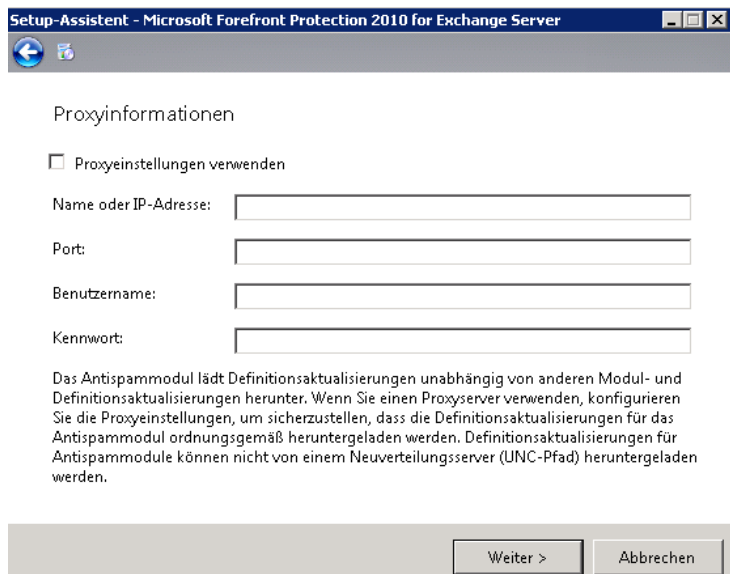 Setup-Assistent - Microsoft Forefront Protection 2010 for Exchange Server
Proxyinformationen
Proxyeinstellungen verwenden
Name oder IP-Adresse:
Port:
Benutzername:
Kennwort:
Das Antispammodul lädt Definitionsaktualisierungen unabhängig von anderen Modul- und
Definitionsaktualisierungen herunter. Wenn Sie einen Proxyserver verwenden, konfigurieren
Sie die Proxyeinstellungen, um sicherzustellen, dass die Definitionsaktualisierungen für das
Antispammodul ordnungsgemäß heruntergeladen werden. Definitionsaktualisierungen für
Antispammodule können nicht von einem Neuverteilungsserver (UNC-Pfad) heruntergeladen
werden.
Weiter > Abbrechen